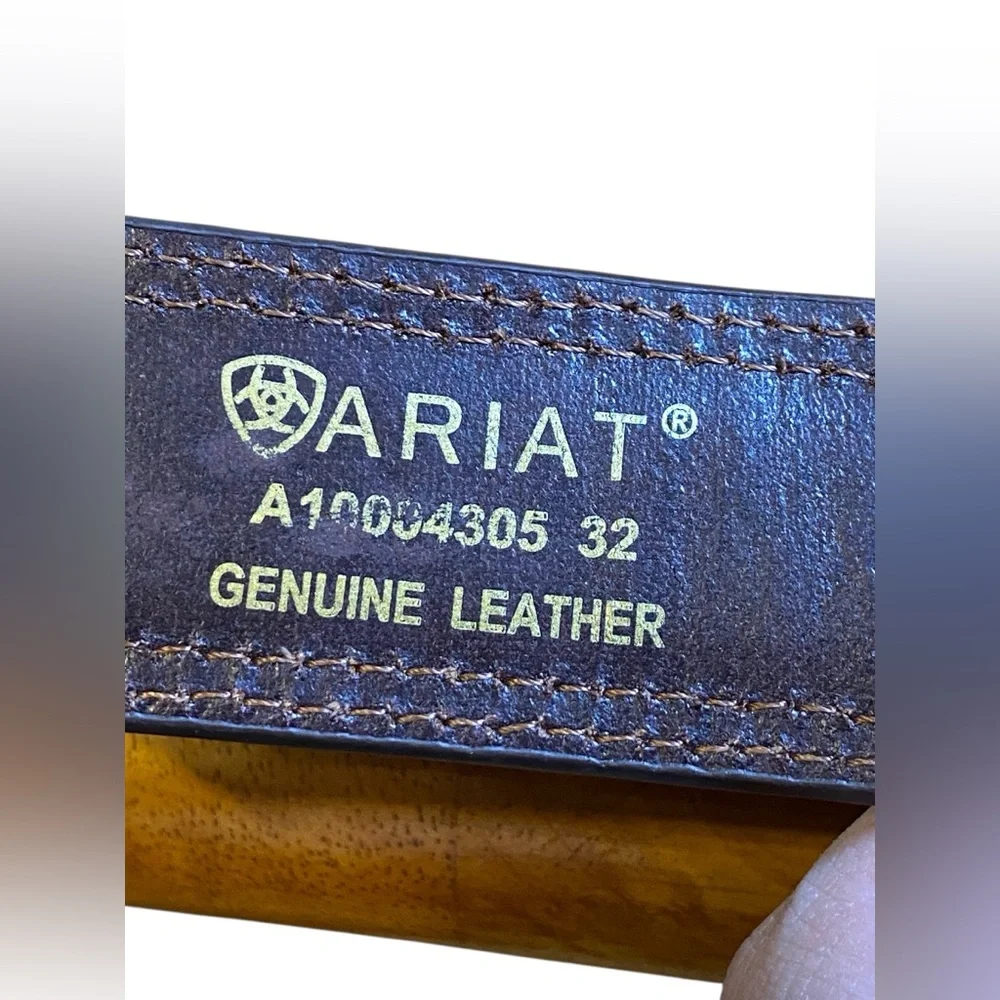 ARIAT®
A10004305 32
GENUINE LEATHER